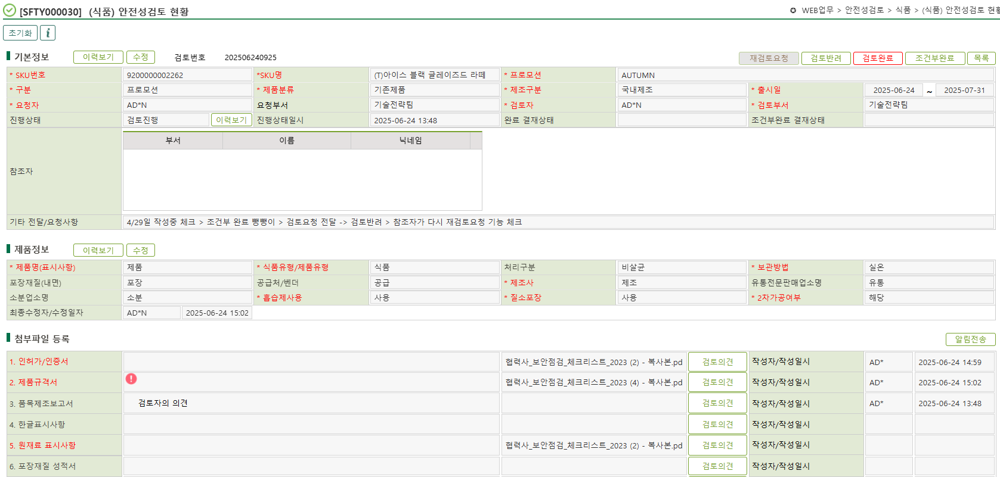 [SFTY000030] (식품) 안전성검토 현황
✪ WEB업무 > 안전성검토 > 식품 > (식품) 안전성검토 현황
초기화 i
기본정보 이력보기 수정 검토번호 202506240925 재검토요청 검토반려 검토완료 조건부완료 목록
* SKU번호 9200000002262 *SKU명 (T)아이스 블랙 글레이즈드 라떼 * 프로모션 AUTUMN
* 구분 프로모션 * 제품분류 기존제품 * 제조구분 국내제조 * 출시일 2025-06-24 ~ 2025-07-31
* 요청자 AD*N 요청부서 기술전략팀 * 검토자 AD*N * 검토부서 기술전략팀
진행상태 검토진행 이력보기 진행상태일시 2025-06-24 13:48 완료 결재상태 조건부완료 결재상태
부서 이름 닉네임
참조자
기타 전달/요청사항 4/29일 작성중 체크 > 조건부 완료 뺑뺑이 > 검토요청 전달 -> 검토반려 > 참조자가 다시 재검토요청 기능 체크
제품정보 이력보기 수정
* 제품명(표시사항) 제품 * 식품유형/제품유형 식품 처리구분 비살균 * 보관방법 실온
포장재질(내면) 포장 공급처/벤더 공급 * 제조사 제조 유통전문판매업소명 유통
소분업소명 소분 * 흡습제사용 사용 * 질소포장 사용 * 2차가공여부 해당
최종수정자/수정일자 AD*N 2025-06-24 15:02
첨부파일 등록 알림전송
1. 인허가/인증서 협력사_보안점검_체크리스트_2023 (2) - 복사본.pd 검토의견 작성자/작성일시 AD* 2025-06-24 14:59
2. 제품규격서 협력사_보안점검_체크리스트_2023 (4) - 복사본.pd 검토의견 작성자/작성일시 AD* 2025-06-24 15:02
3. 품목제조보고서 검토자의 의견 검토의견 작성자/작성일시 AD* 2025-06-24 13:48
4. 한글표시사항 검토의견 작성자/작성일시
5. 원재료 표시사항 협력사_보안점검_체크리스트_2023 (2) - 복사본.pd 검토의견 작성자/작성일시
6. 포장재질 성적서 검토의견 작성자/작성일시